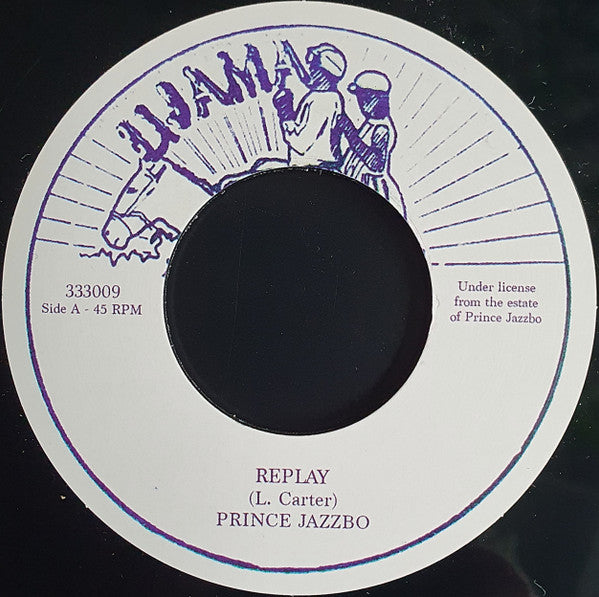 UJAMA
333009
Side A - 45 RPM
Under license
from the estate
of Prince Jazzbo
REPLAY
(L. Carter)
PRINCE JAZZBO